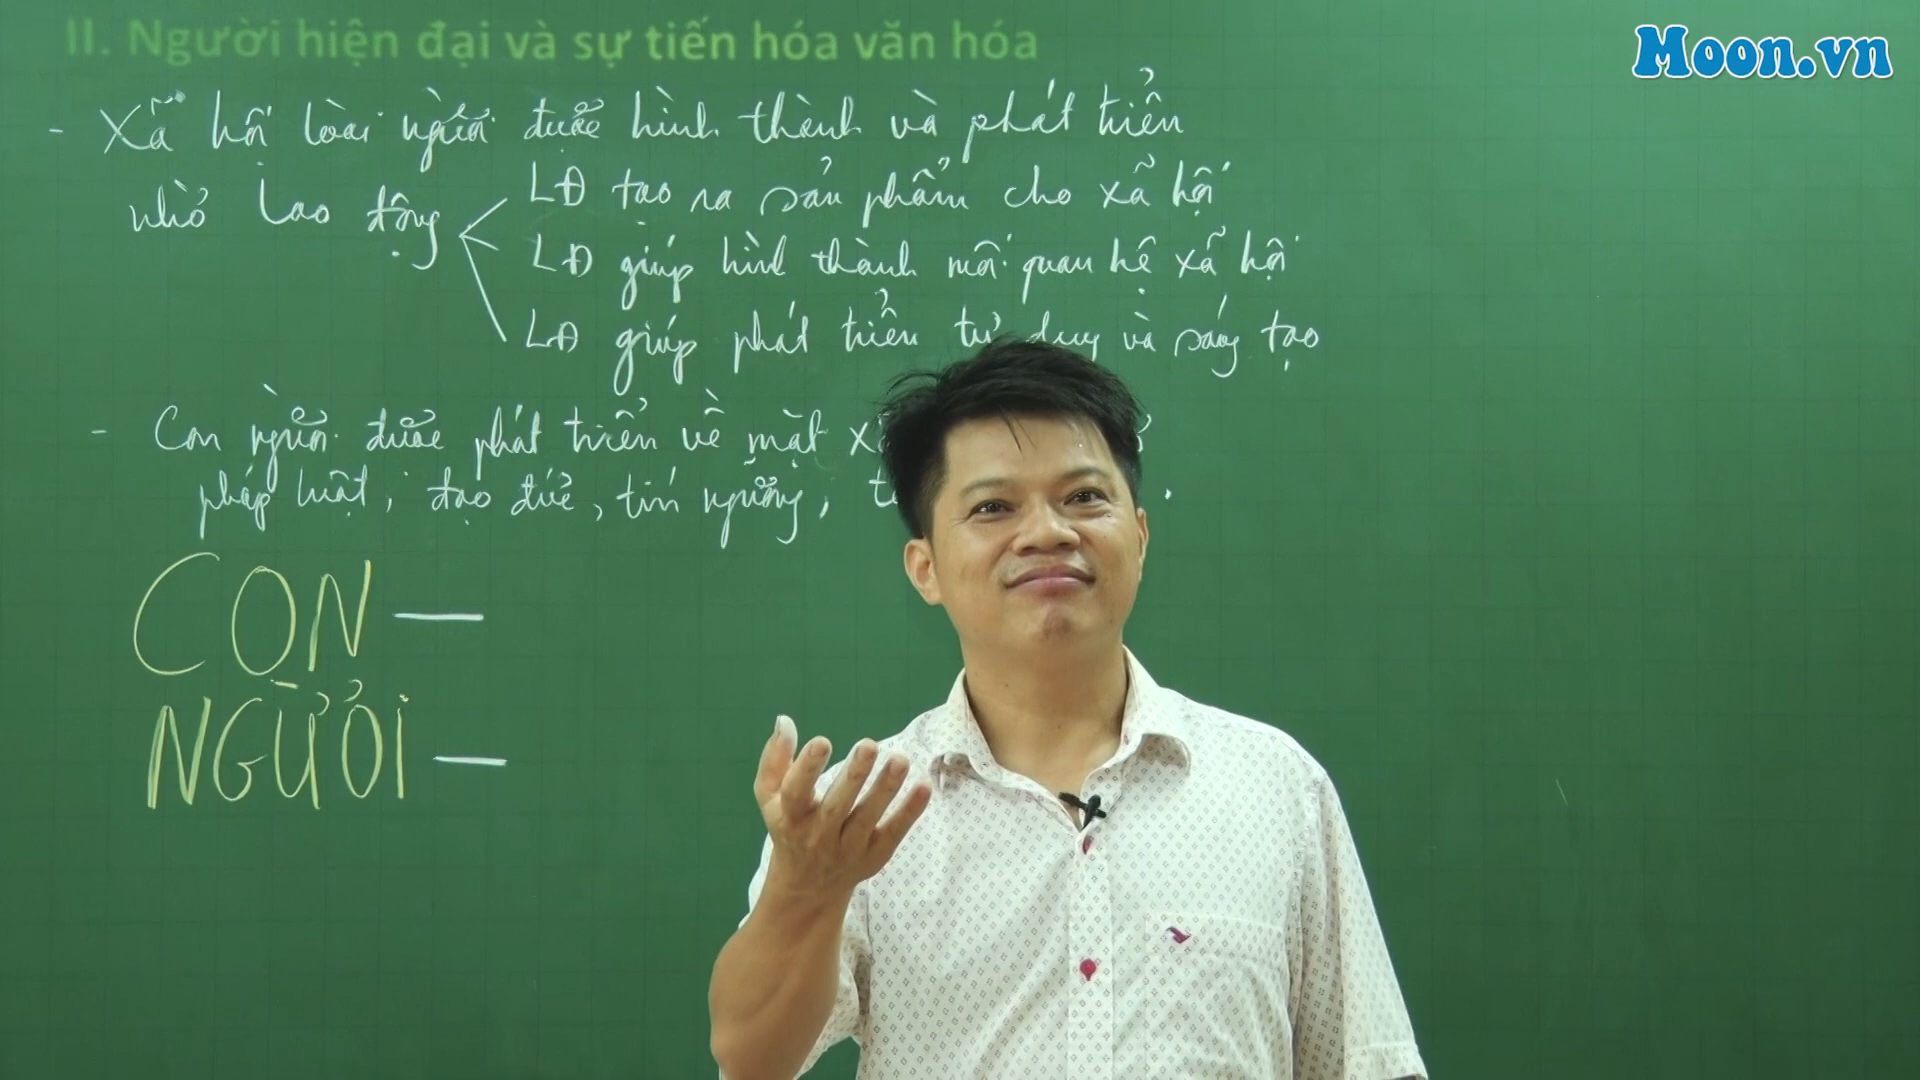 II. Người hiện đại và sự tiến hóa văn hóa
Moon.vn
- Xã hội loài người được hình thành và phát triển
nhờ lao động
LĐ tạo ra sản phẩm cho xã hội
LĐ giúp hình thành mối quan hệ xã hội
LĐ giúp phát triển tư duy và sáng tạo
- Con người được phát triển về mặt
pháp luật, đạo đức, tín ngưỡng,
CON —
NGƯỜI —